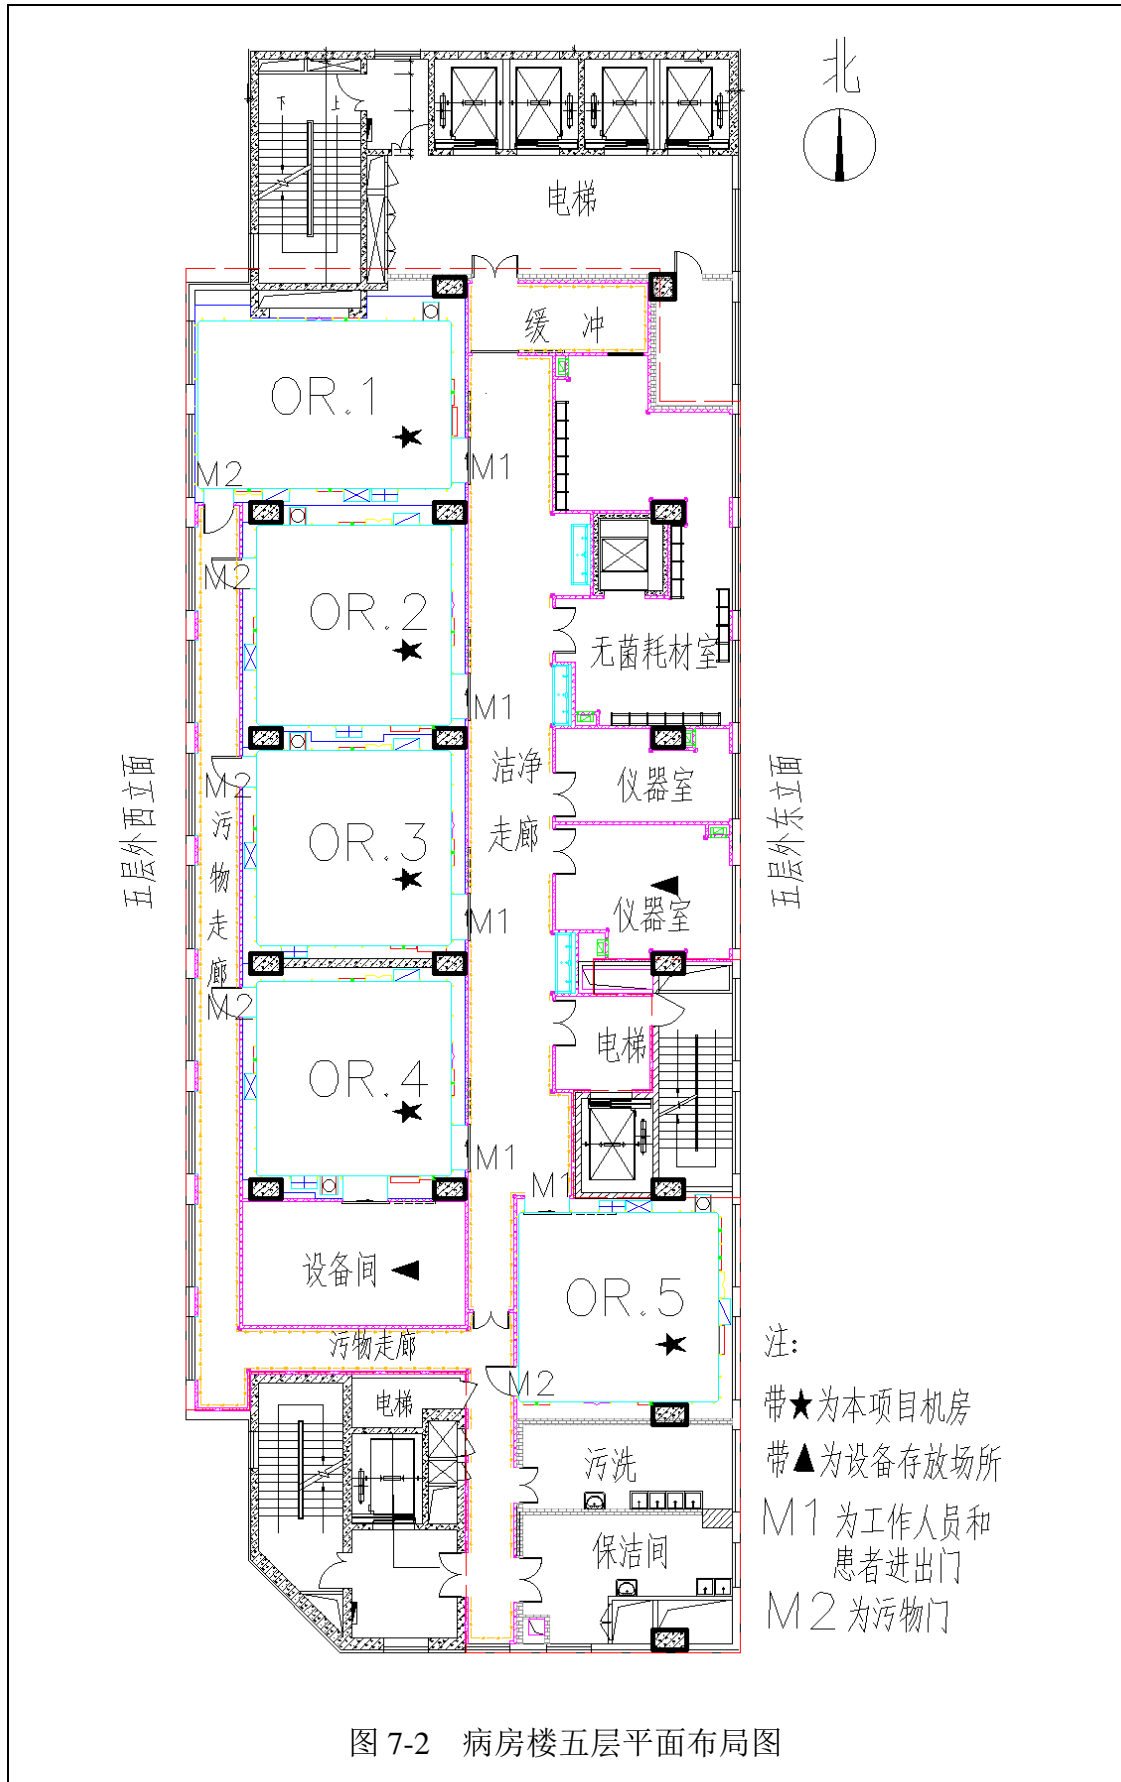 北
下 上
电梯
缓 冲
OR.1
M2
M1
M2
OR.2
无菌耗材室
M1
五层外西立面
M2
污物走廊
OR.3
洁净
走廊
仪器室
五层外东立面
仪器室
M1
M2
OR.4
电梯
M1
M1
设备间
OR.5
污物走廊
M2
电梯
污洗
保洁间
注:
带★为本项目机房
带▲为设备存放场所
M1 为工作人员和
患者进出门
M2 为污物门
图 7-2 病房楼五层平面布局图